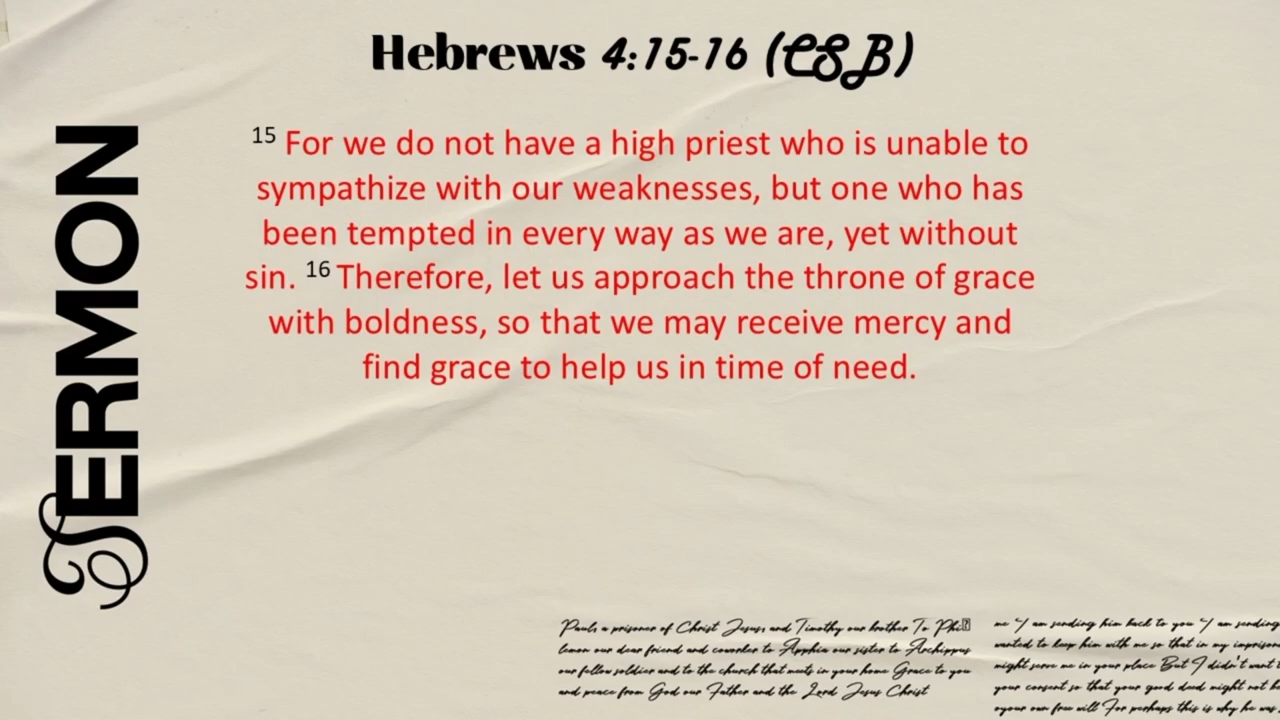 Hebrews 4:15-16 (CSB)
SERMON
15 For we do not have a high priest who is unable to
sympathize with our weaknesses, but one who has
been tempted in every way as we are, yet without
sin. 16 Therefore, let us approach the throne of grace
with boldness, so that we may receive mercy and
find grace to help us in time of need.
Paul, a prisoner of Christ Jesus, and Timothy our brother To Phi
lemon our dear friend and coworker to Apphia our sister to Archippus
our fellow soldier and to the church that meets in your home Grace to you
and peace from God our Father and the Lord Jesus Christ
me I am sending him back to you I am sending
wanted to keep him with me so that in my imprison
might serve me in your place But I didn't want
your consent so that your good deed might not
your own free will For perhaps this is why he was